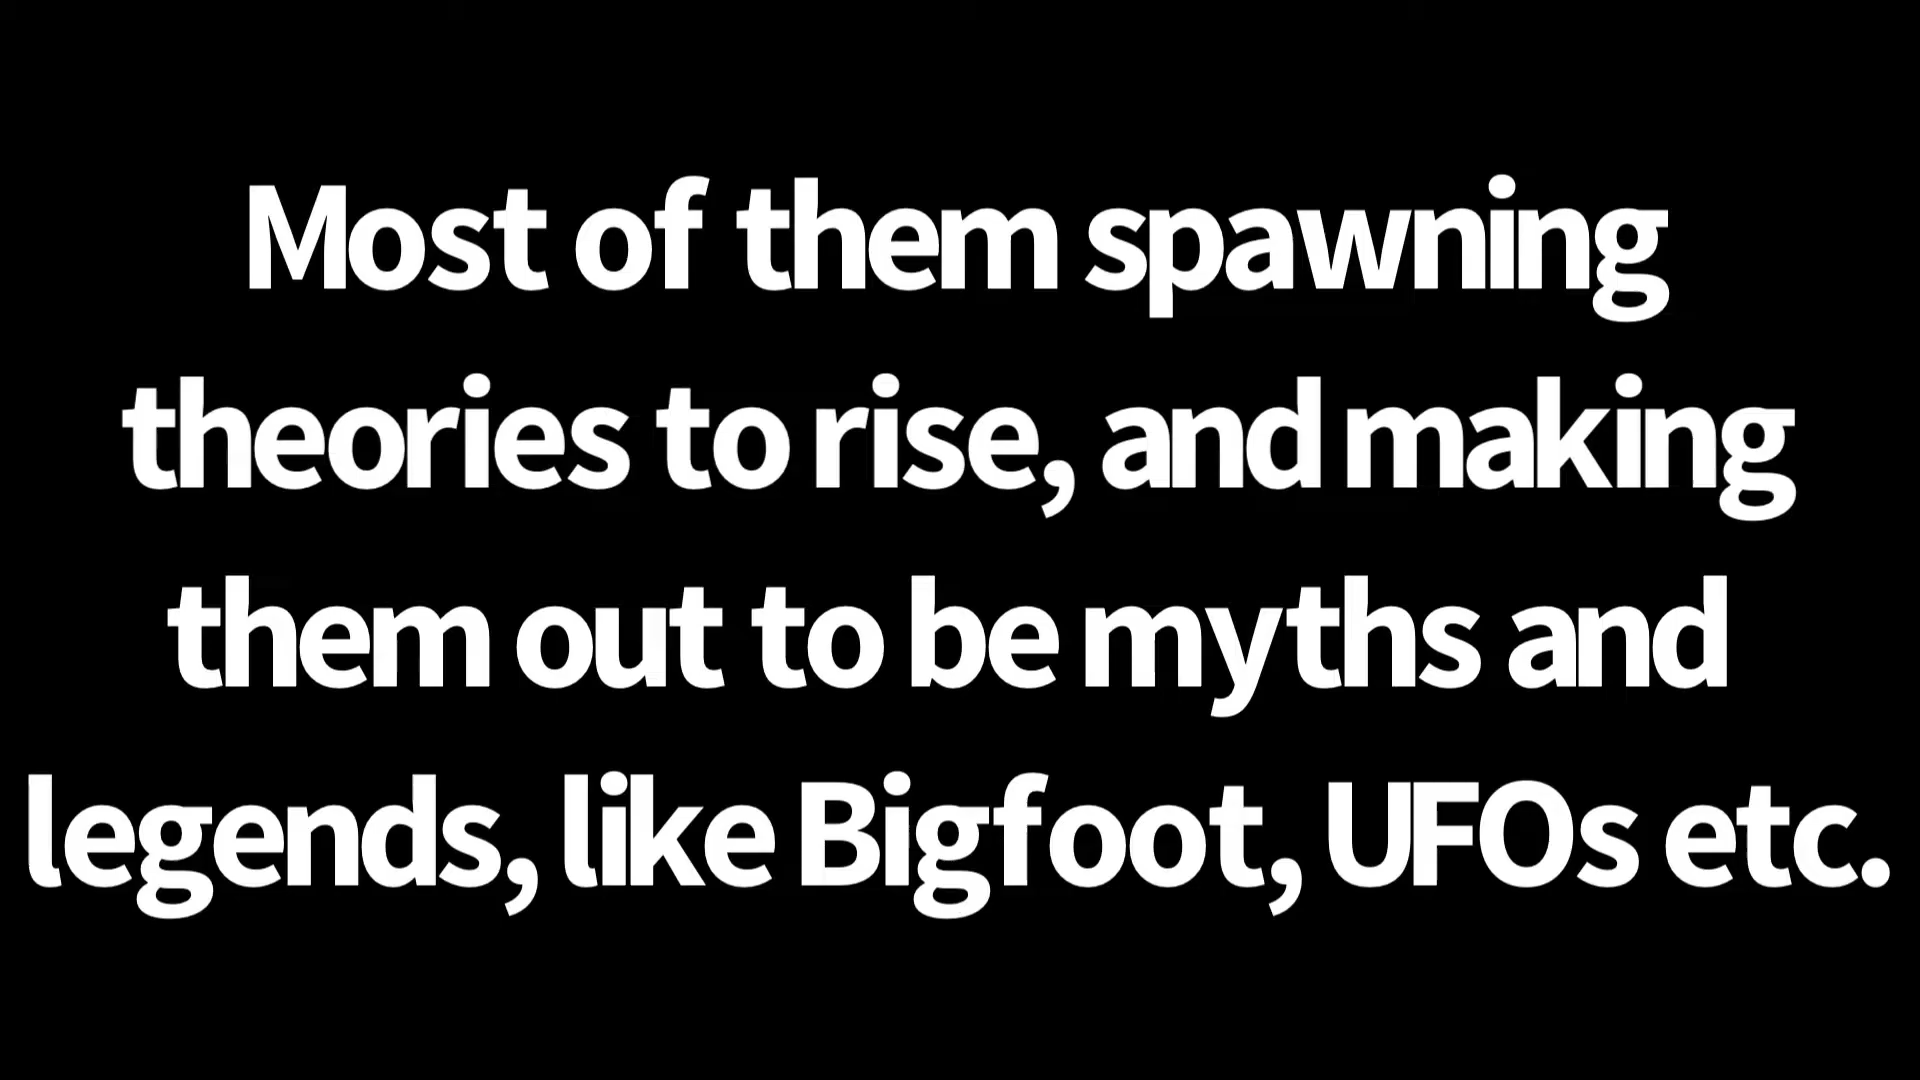 Most of them spawning
theories to rise, and making
them out to be myths and
legends, like Bigfoot, UFOs etc.